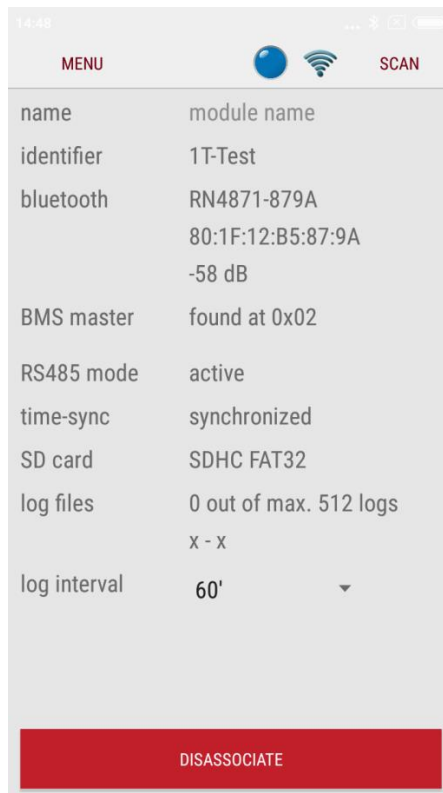 14:48
MENU SCAN
name module name
identifier 1T-Test
bluetooth RN4871-879A
80:1F:12:B5:87:9A
-58 dB
BMS master found at 0x02
RS485 mode active
time-sync synchronized
SD card SDHC FAT32
log files 0 out of max. 512 logs
x - x
log interval 60'
DISASSOCIATE